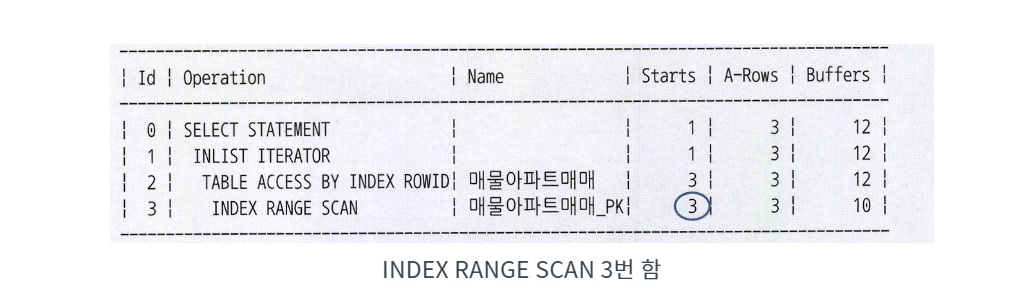 | Id | Operation | Name | Starts | A-Rows | Buffers |
| 0 | SELECT STATEMENT | | 1 | 3 | 12 |
| 1 | INLIST ITERATOR | | 1 | 3 | 12 |
| 2 | TABLE ACCESS BY INDEX ROWID| 매물아파트매매 | 3 | 3 | 12 |
| 3 | INDEX RANGE SCAN | 매물아파트매매_PK| 3 | 3 | 10 |
INDEX RANGE SCAN 3번 함